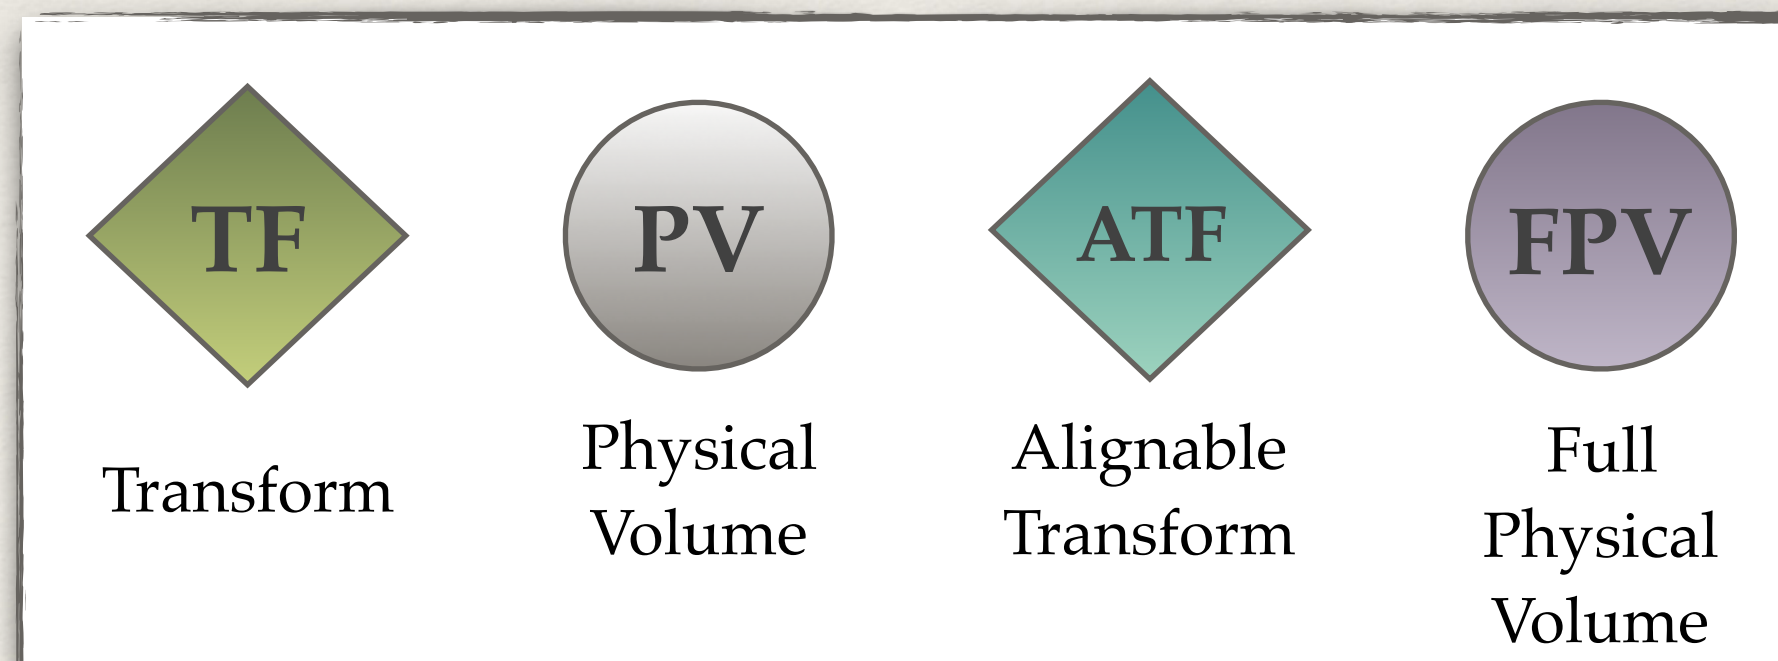 TF
PV
ATF
FPV
Transform
Physical
Volume
Alignable
Transform
Full
Physical
Volume